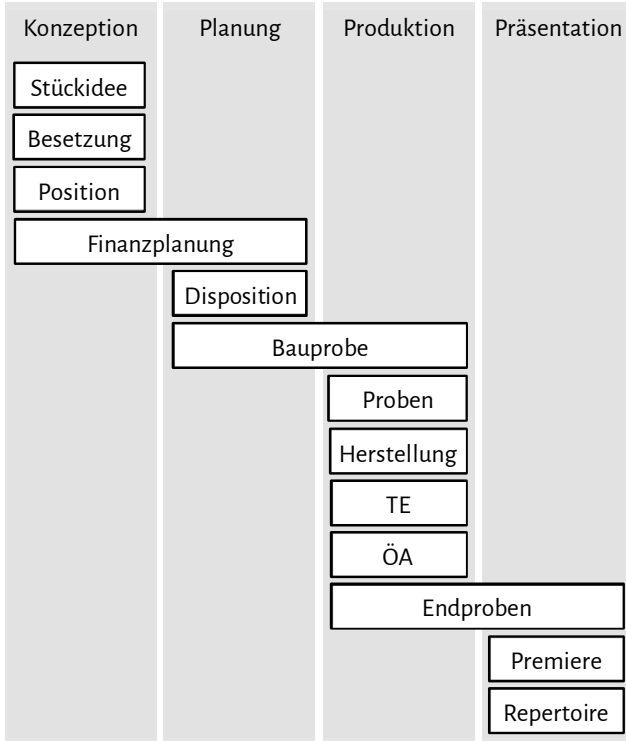 Konzeption Planung Produktion Präsentation
Stückidee
Besetzung
Position
Finanzplanung
Disposition
Bauprobe
Proben
Herstellung
TE
ÖA
Endproben
Premiere
Repertoire